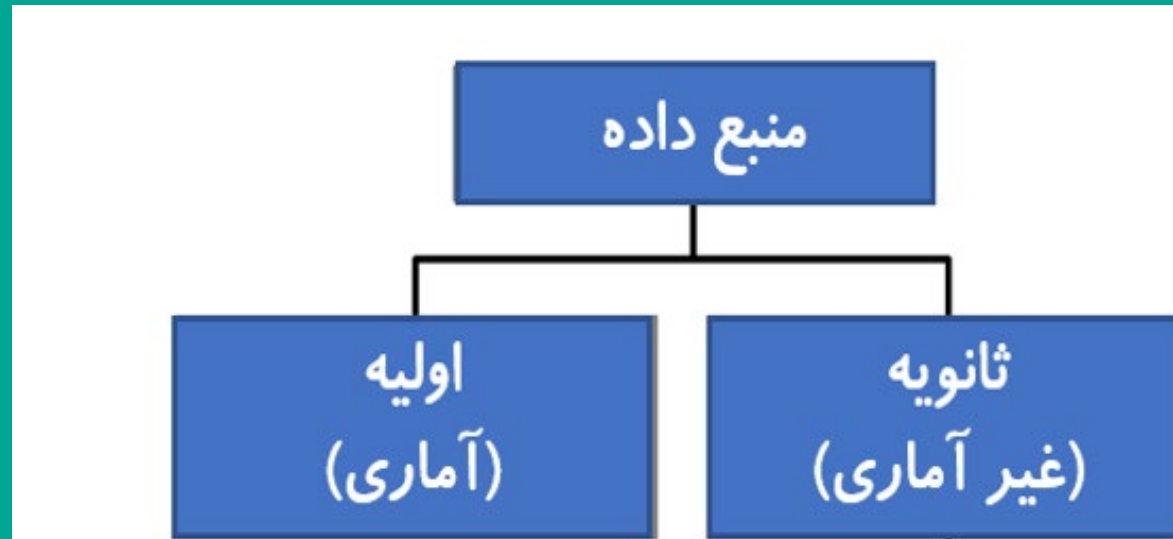 منبع داده
ثانویه
(غیر آماری)
اولیه
(آماری)